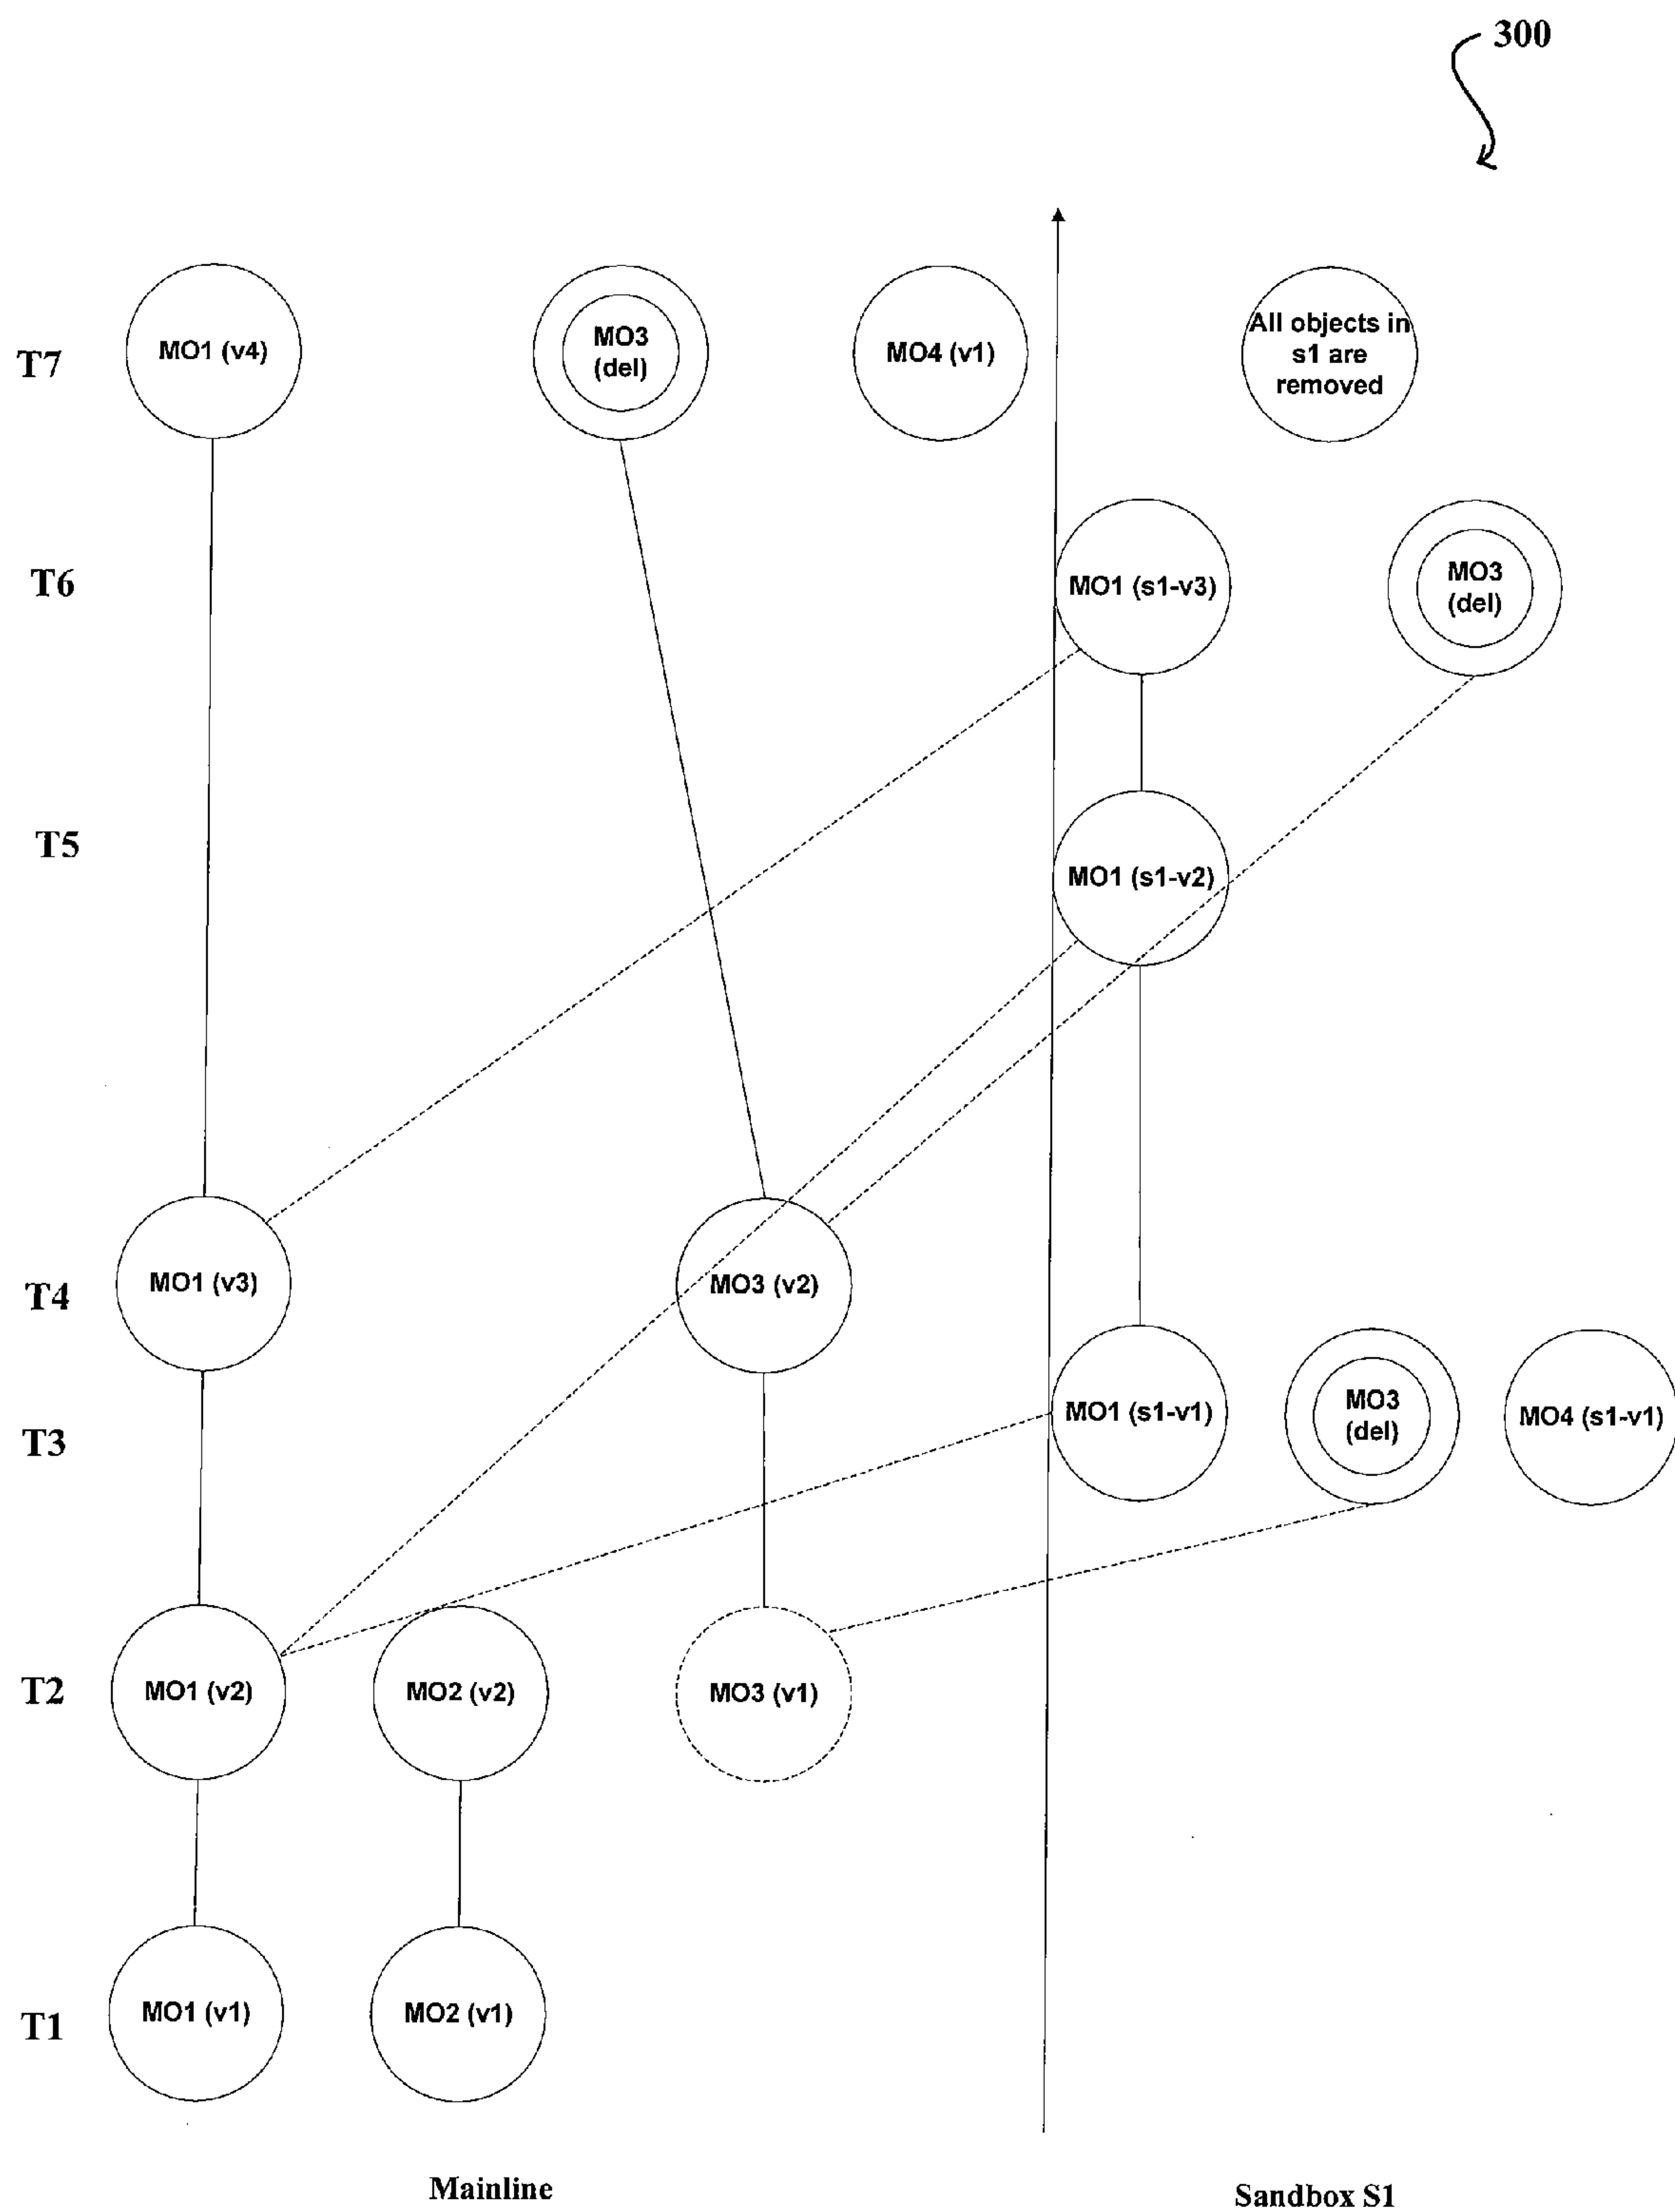 300
T7
MO1 (v4)
MO3
(del)
MO4 (v1)
All objects in
s1 are
removed
T6
MO1 (s1-v3)
MO3
(del)
T5
MO1 (s1-v2)
T4
MO1 (v3)
MO3 (v2)
T3
MO1 (s1-v1)
MO3
(del)
MO4 (s1-v1)
T2
MO1 (v2)
MO2 (v2)
MO3 (v1)
T1
MO1 (v1)
MO2 (v1)
Mainline
Sandbox S1